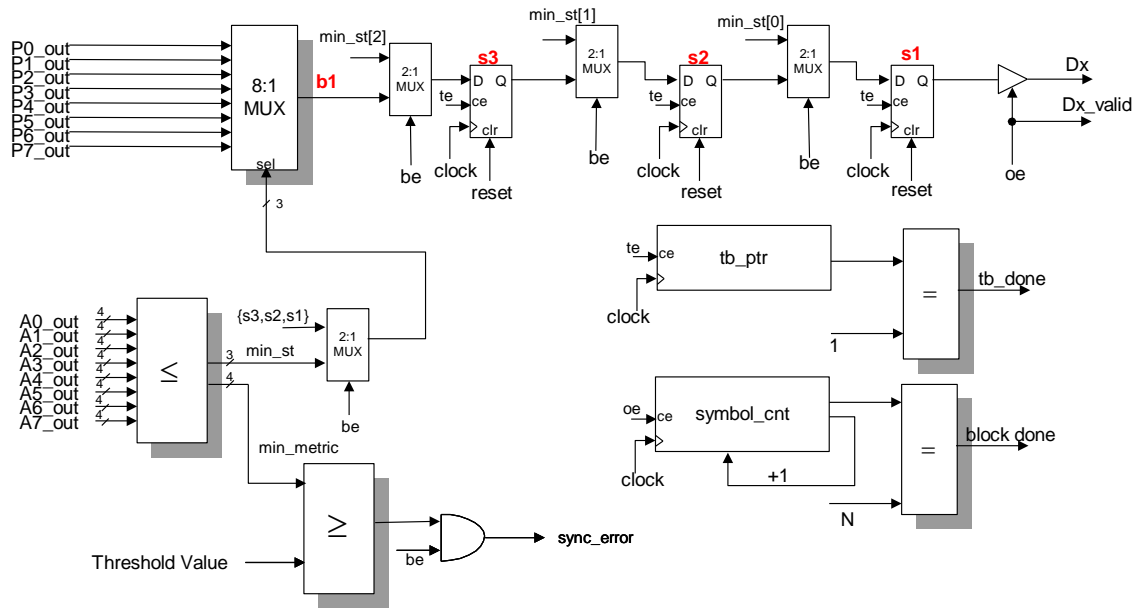 P0_out
P1_out
P2_out
P3_out
P4_out
P5_out
P6_out
P7_out
8:1
MUX
sel
3
b1
min_st[2]
2:1
MUX
be
s3
D Q
te
ce
clr
clock
reset
min_st[1]
2:1
MUX
be
s2
D Q
te
ce
clr
clock
reset
min_st[0]
2:1
MUX
be
s1
D Q
te
ce
clr
clock
reset
Dx
Dx_valid
oe
te
ce
tb_ptr
clock
1
=
tb_done
A0_out
A1_out
A2_out
A3_out
A4_out
A5_out
A6_out
A7_out
4
4
4
4
4
4
4
4
≤
3
min_st
4
{s3,s2,s1}
2:1
MUX
be
min_metric
≥
Threshold Value
be
sync_error
oe
ce
symbol_cnt
clock
+1
N
=
block done